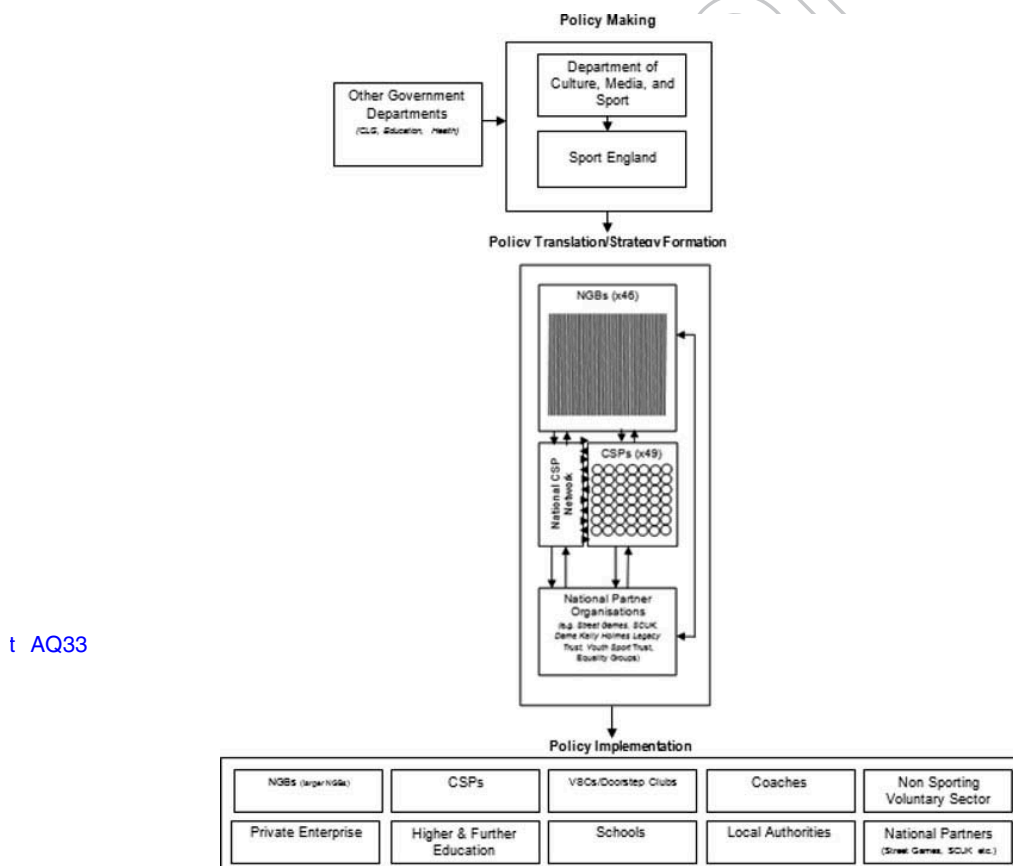 Policy Making
Department of
Culture, Media, and
Sport
Other Government
Departments
(CLG, Education, Health)
Sport England
Policy Translation/Strategy Formation
NGBs (x46)
National CSP
Network
CSPs (x49)
National Partner
Organisations
(e.g. Street Games, SCUK,
Dame Kelly Holmes Legacy
Trust, Youth Sport Trust,
Equality Groups)
t AQ33
Policy Implementation
NGBs (larger NGBs)
CSPs
VSCs/Doorstep Clubs
Coaches
Non Sporting
Voluntary Sector
Private Enterprise
Higher & Further
Education
Schools
Local Authorities
National Partners
(Street Games, SCUK etc.)